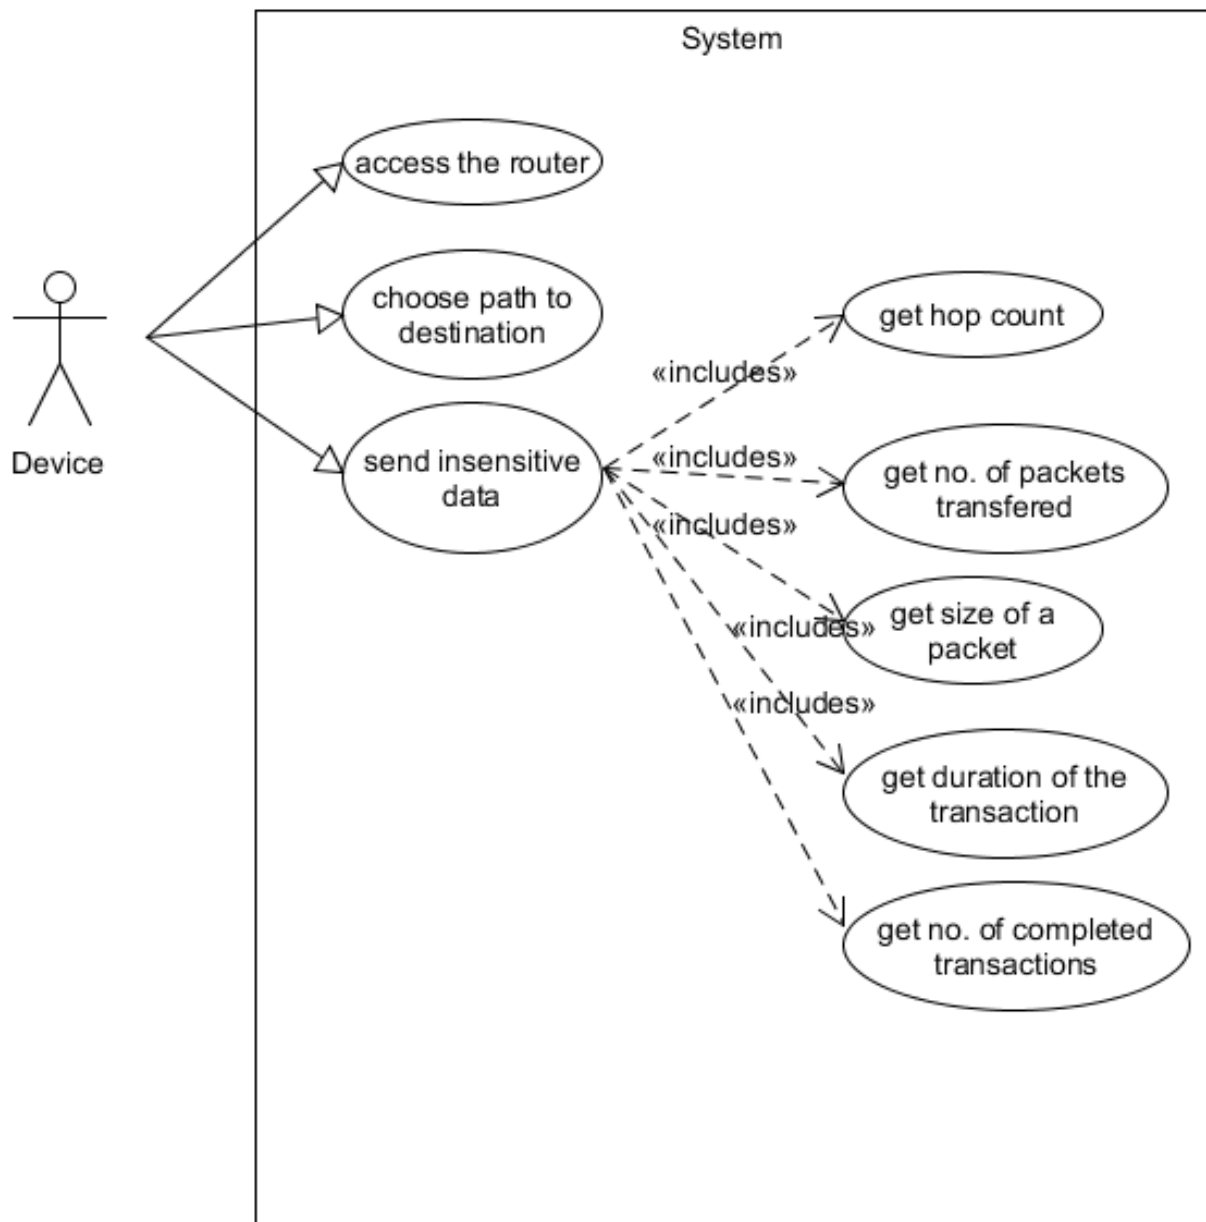 System
access the router
choose path to
destination
send insensitive
data
Device
get hop count
«includes»
«includes»
get no. of packets
transfered
«includes»
get size of a
packet
«includes»
«includes»
get duration of the
transaction
get no. of completed
transactions